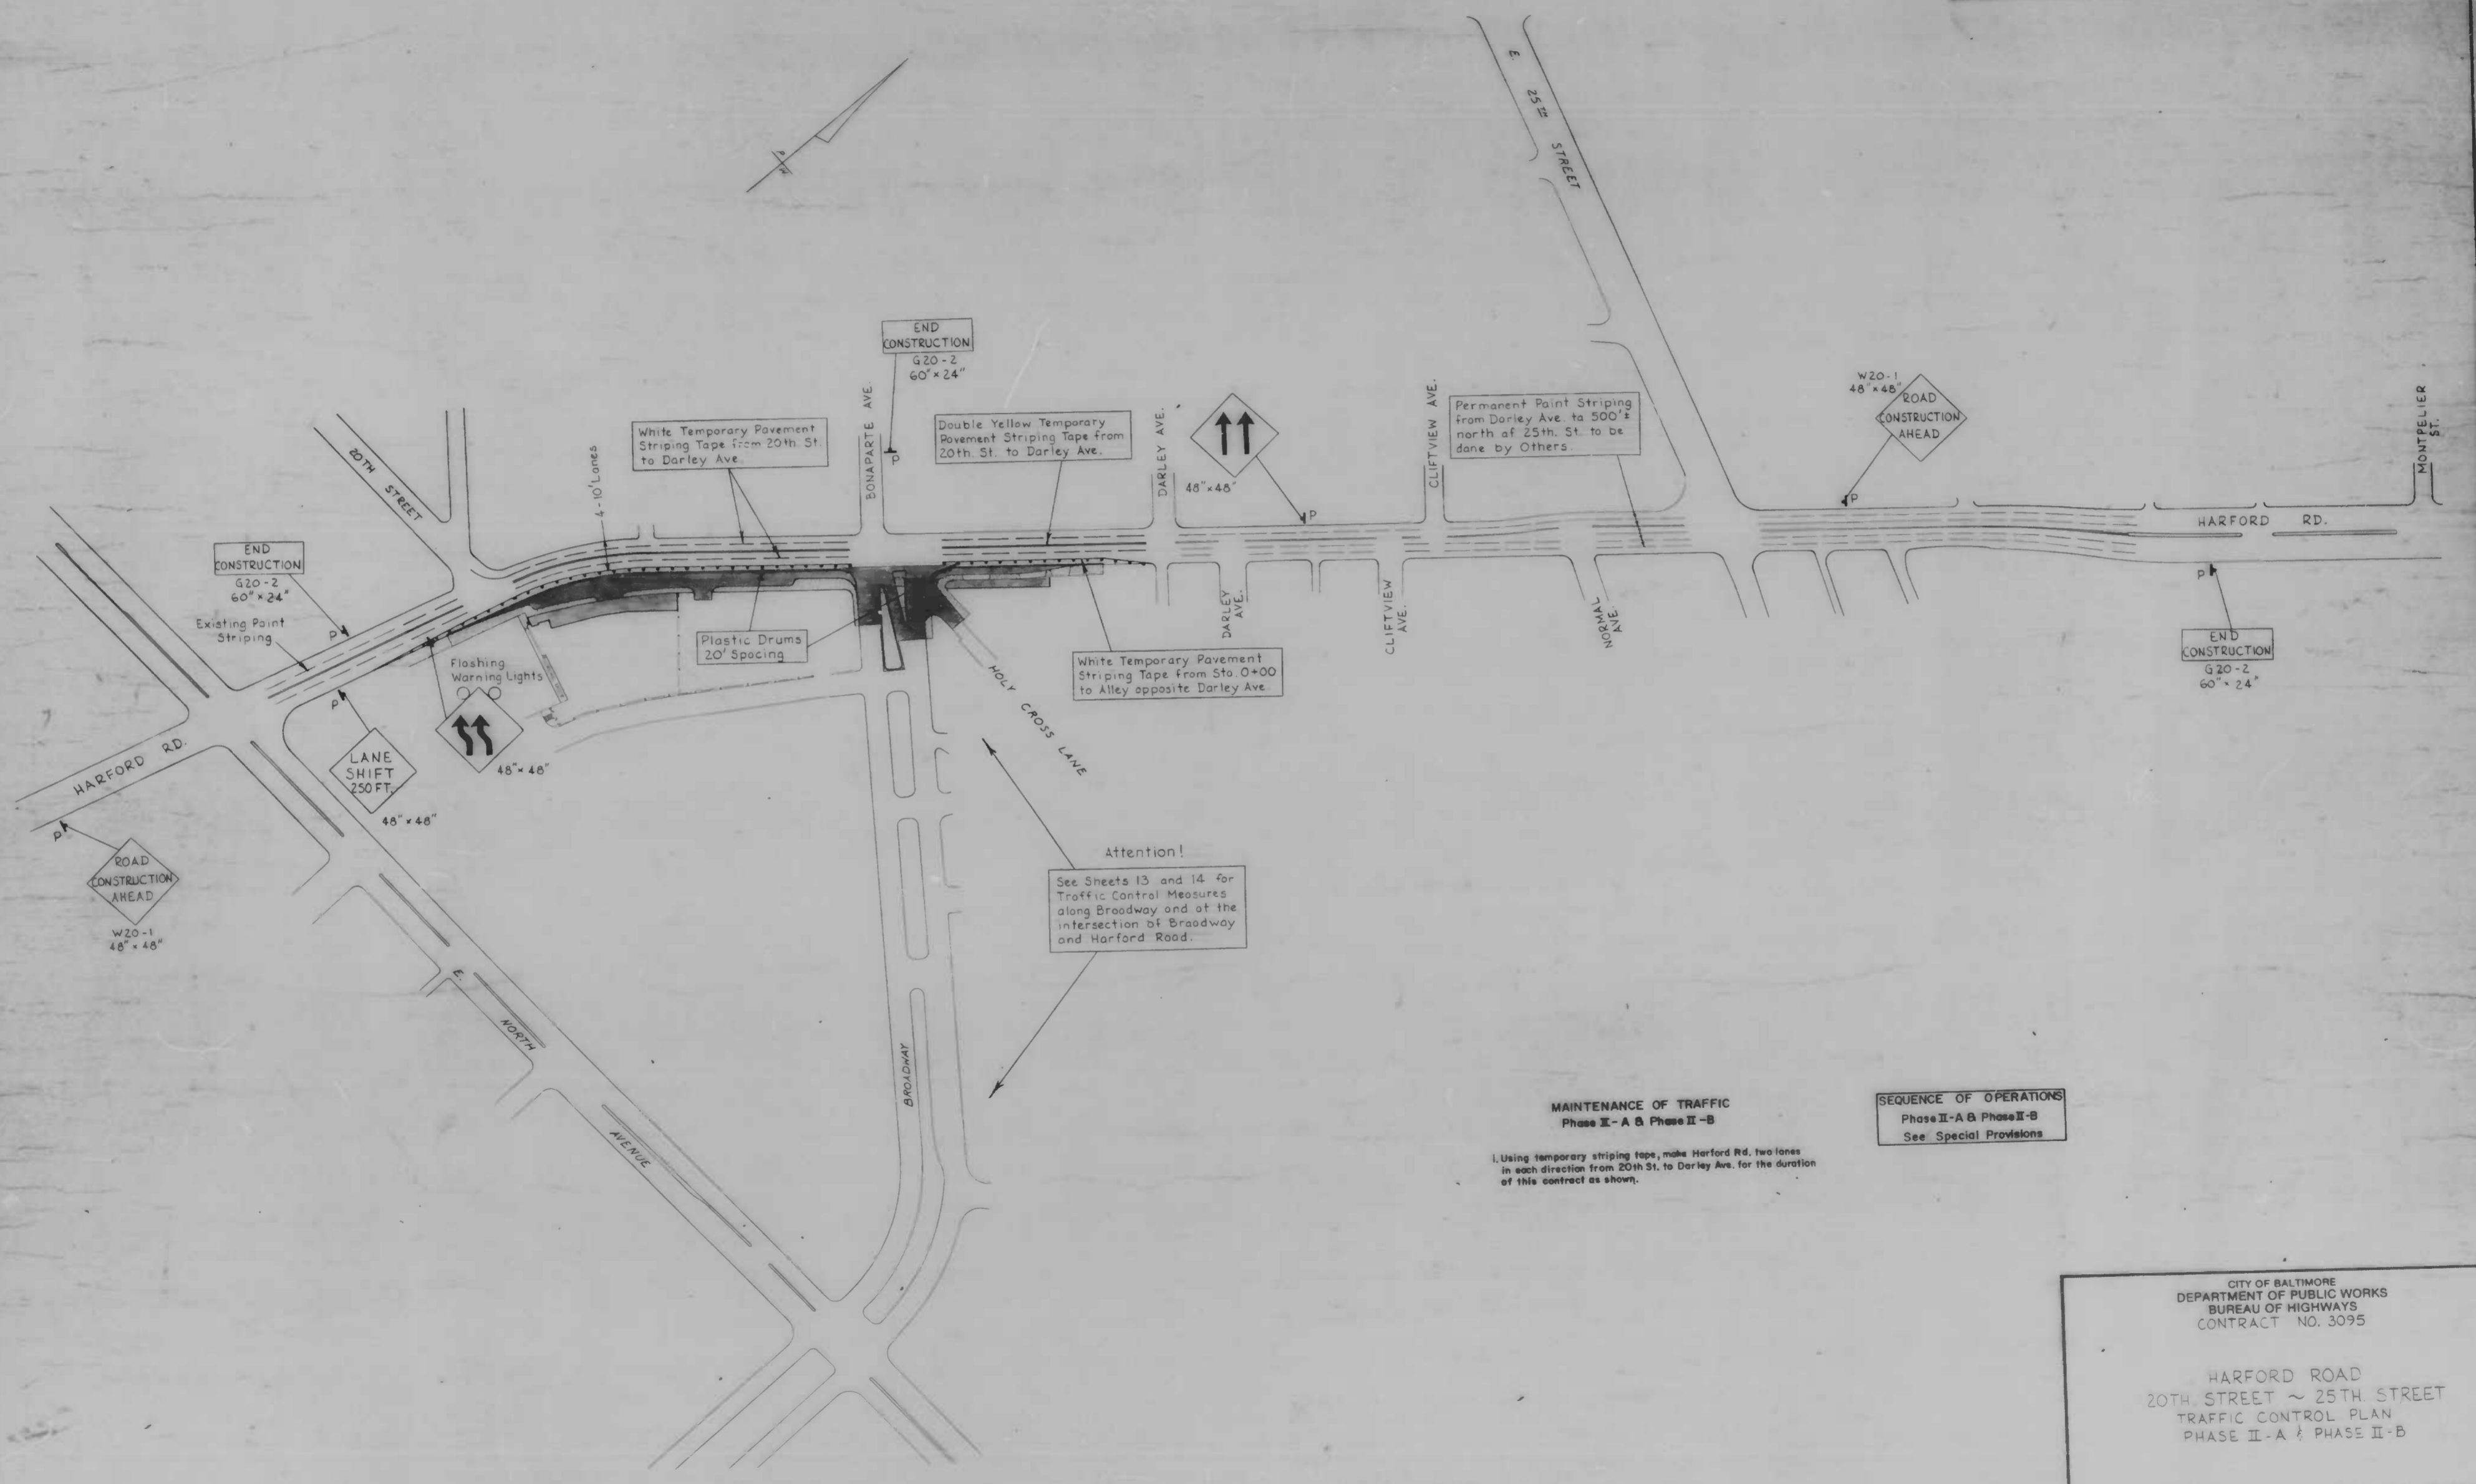 E. 25TH STREET
END
CONSTRUCTION
G20-2
60" × 24"
W20-1
48" × 48"
ROAD
CONSTRUCTION
AHEAD
MONTPELIER
ST.
BONAPARTE AVE.
DARLEY AVE.
48" × 48"
CLIFTVIEW AVE.
Permanent Paint Striping
from Darley Ave. to 500'±
north of 25th. St. to be
done by Others.
White Temporary Pavement
Striping Tape from 20th. St.
to Darley Ave.
Double Yellow Temporary
Pavement Striping Tape from
20th. St. to Darley Ave.
P
P
P
20TH STREET
4-10' Lanes
HARFORD RD.
END
CONSTRUCTION
G20-2
60" × 24"
Existing Paint
Striping
P
P
Flashing
Warning Lights
Plastic Drums
20' Spacing
White Temporary Pavement
Striping Tape from Sta. 0+00
to Alley opposite Darley Ave.
DARLEY
AVE.
CLIFTVIEW
AVE.
NORMAL
AVE.
P
END
CONSTRUCTION
G20-2
60" × 24"
HOLY CROSS LANE
HARFORD RD.
LANE
SHIFT
250 FT.
48" × 48"
48" × 48"
P
ROAD
CONSTRUCTION
AHEAD
W20-1
48" × 48"
Attention!
See Sheets 13 and 14 for
Traffic Control Measures
along Broadway and at the
intersection of Broadway
and Harford Road.
E. NORTH AVENUE
BROADWAY
MAINTENANCE OF TRAFFIC
Phase II-A & Phase II-B
1. Using temporary striping tape, make Harford Rd. two lanes
in each direction from 20th St. to Darley Ave. for the duration
of this contract as shown.
SEQUENCE OF OPERATIONS
Phase II-A & Phase II-B
See Special Provisions
CITY OF BALTIMORE
DEPARTMENT OF PUBLIC WORKS
BUREAU OF HIGHWAYS
CONTRACT NO. 3095
HARFORD ROAD
20TH. STREET ~ 25TH. STREET
TRAFFIC CONTROL PLAN
PHASE II-A & PHASE II-B